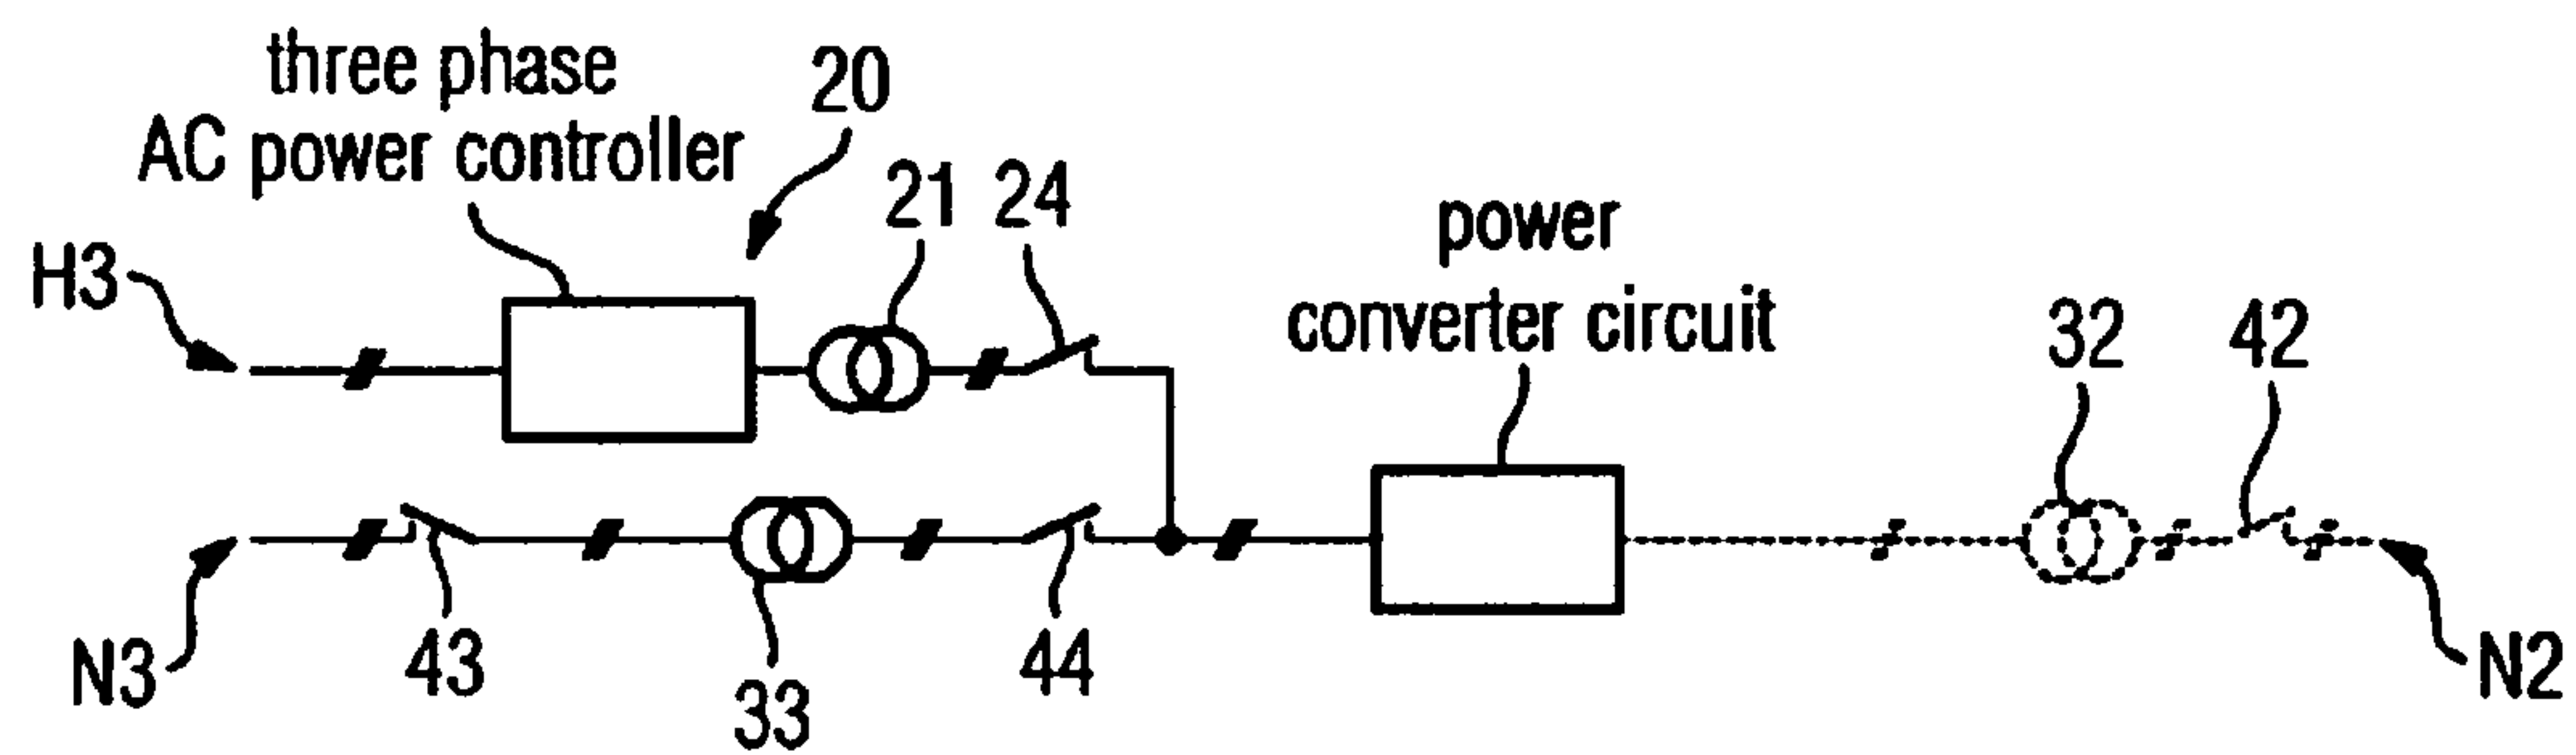 three phase
AC power controller
20
21
24
H3
power
converter circuit
32
42
N3
43
33
44
N2